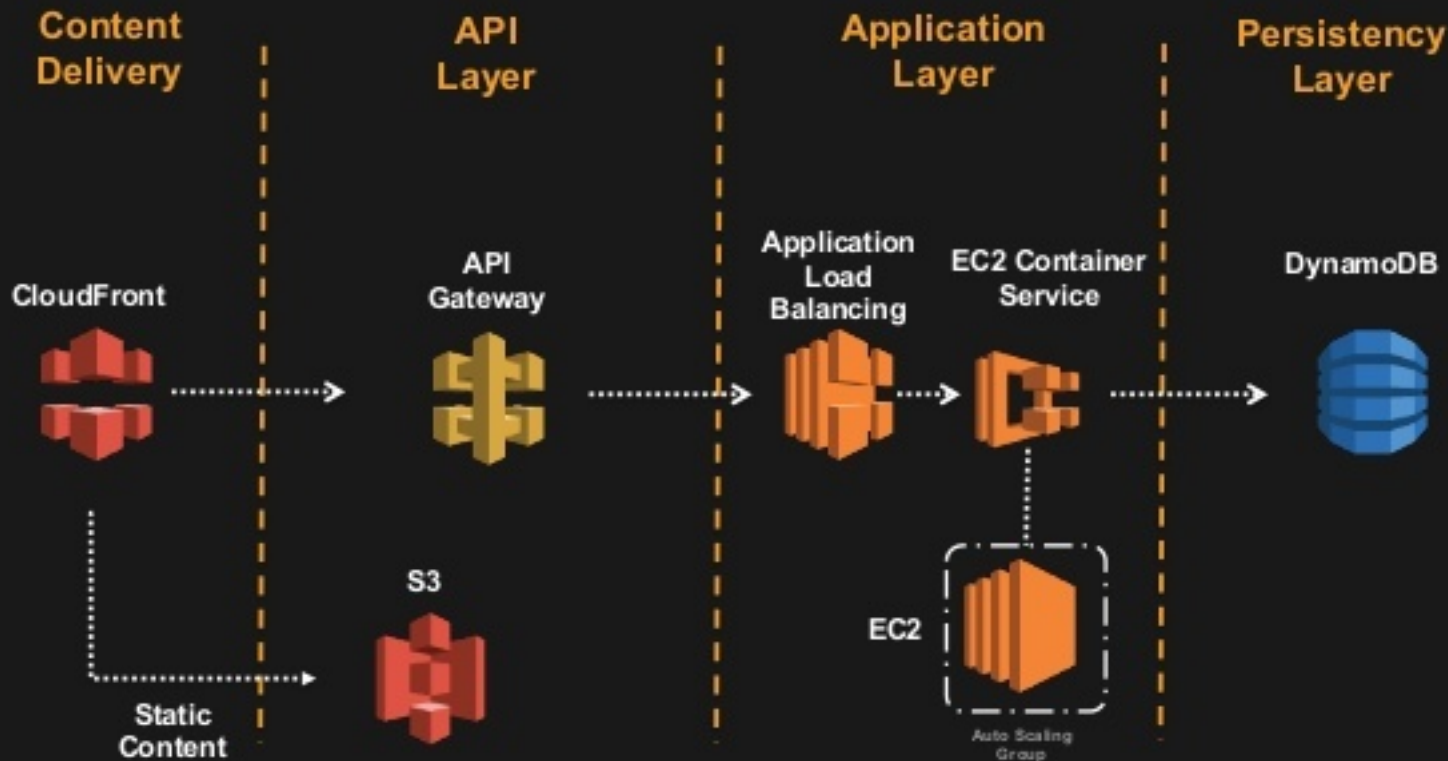 Content
Delivery
API
Layer
Application
Layer
Persistency
Layer
CloudFront
API
Gateway
Application
Load
Balancing
EC2 Container
Service
DynamoDB
S3
EC2
Static
Content
Auto Scaling
Group